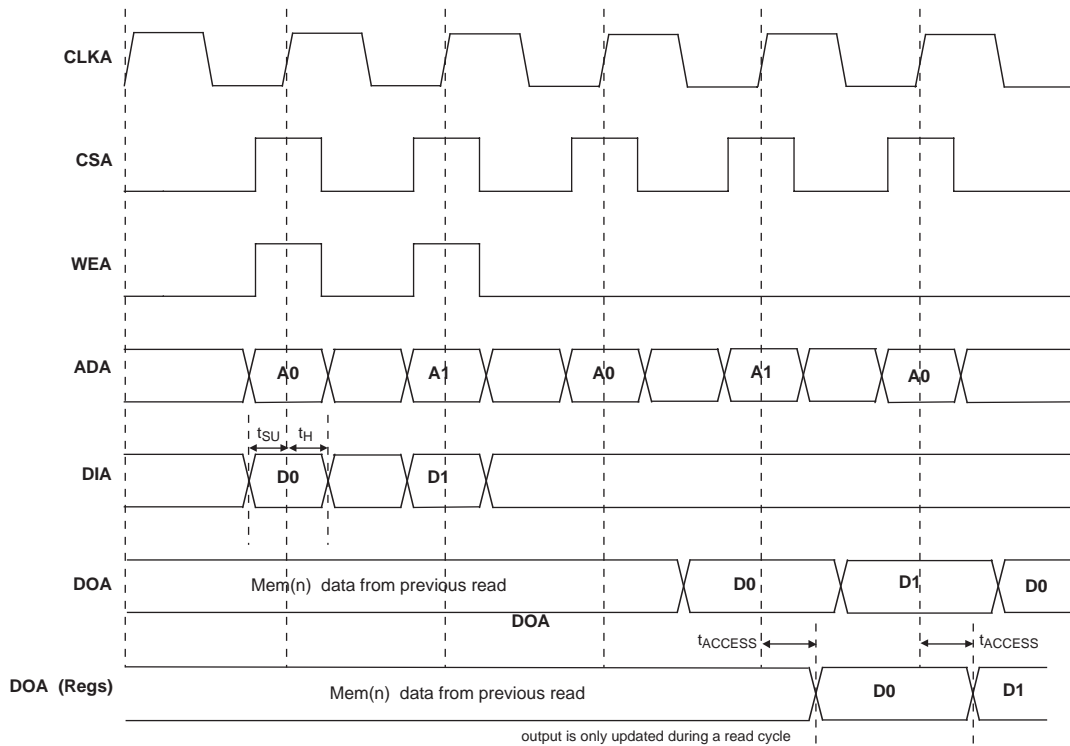 CLKA
CSA
WEA
ADA
A0
A1
A0
A1
A0
tSU
tH
DIA
D0
D1
DOA
Mem(n) data from previous read
D0
D1
D0
DOA
tACCESS
tACCESS
DOA (Regs)
Mem(n) data from previous read
D0
D1
output is only updated during a read cycle